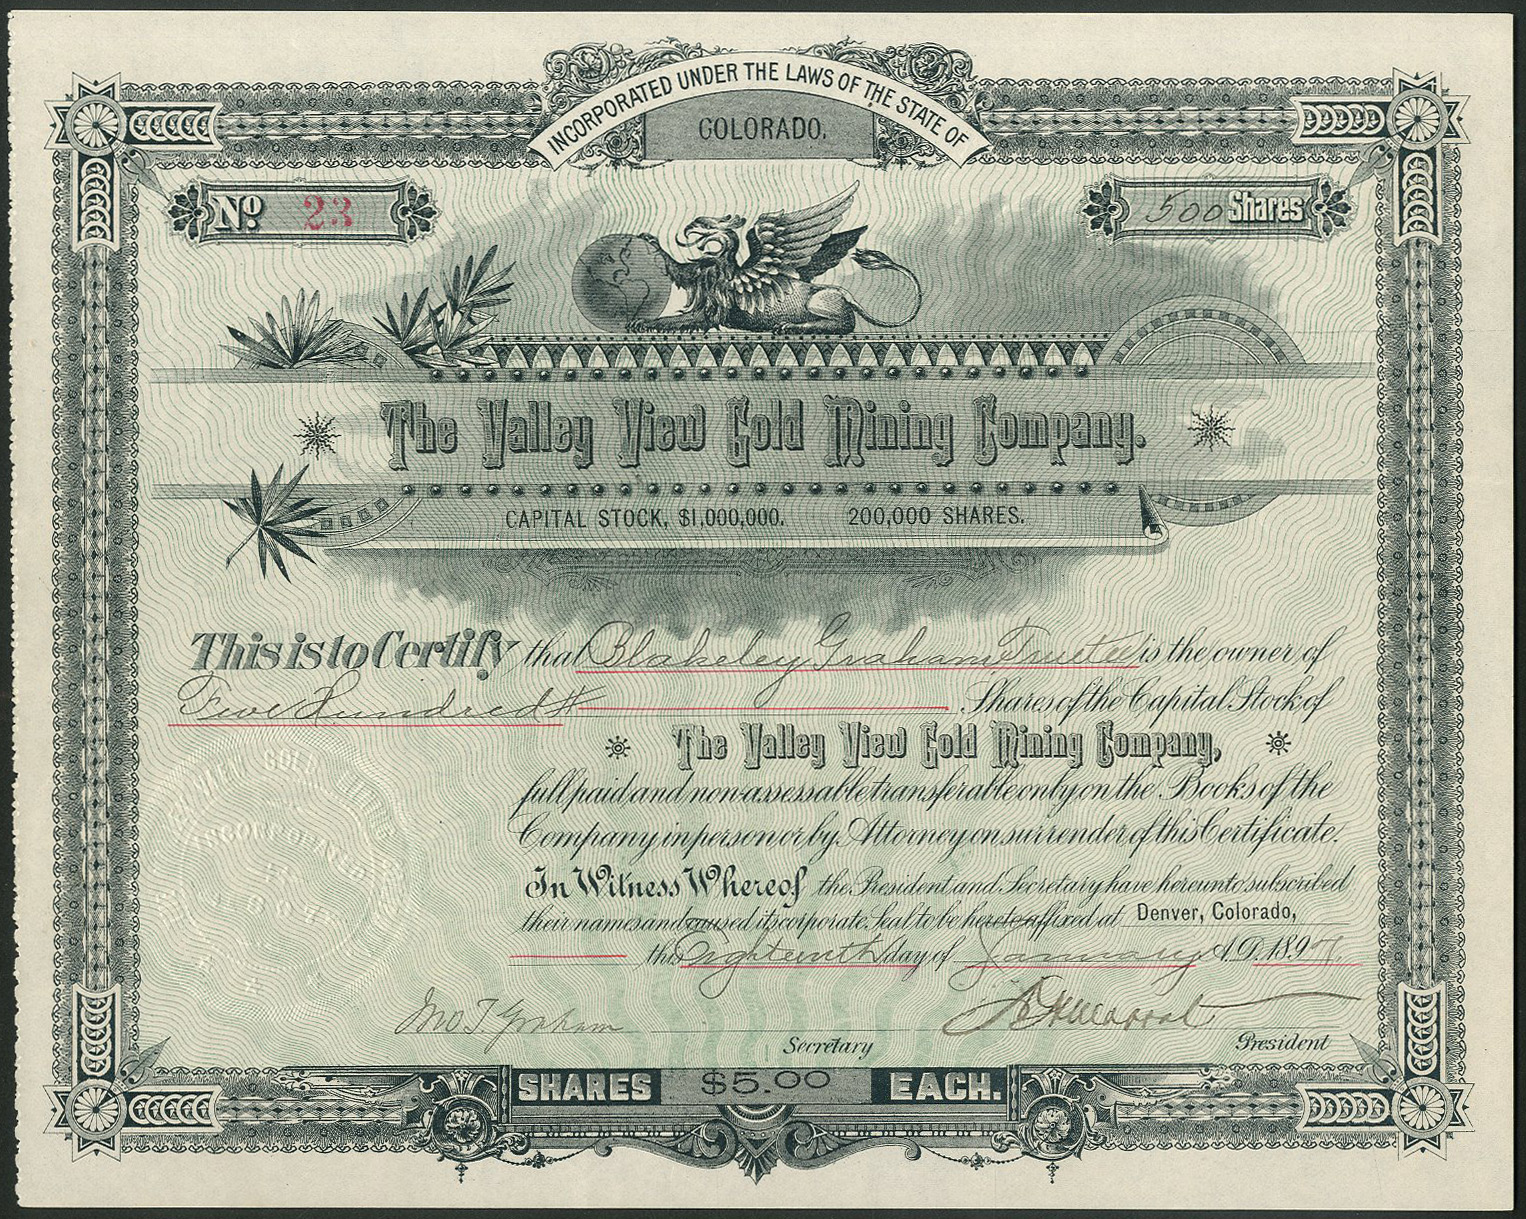 INCORPORATED UNDER THE LAWS OF THE STATE OF
COLORADO.
No 23
500 Shares
The Valley View Gold Mining Company.
CAPITAL STOCK, $1,000,000. 200,000 SHARES.
This is to Certify that Blakeley Graham Trustee is the owner of
Five Hundred Shares of the Capital Stock of
The Valley View Gold Mining Company,
full paid and non-assessable transferable only on the Books of the
Company in person or by Attorney on surrender of this Certificate.
In Witness Whereof the President and Secretary have hereunto subscribed
their names and caused its corporate Seal to be hereto affixed at Denver, Colorado,
this Eighteenth day of January A.D. 189
Jno T. Graham
Secretary
President
SHARES $5.00 EACH.